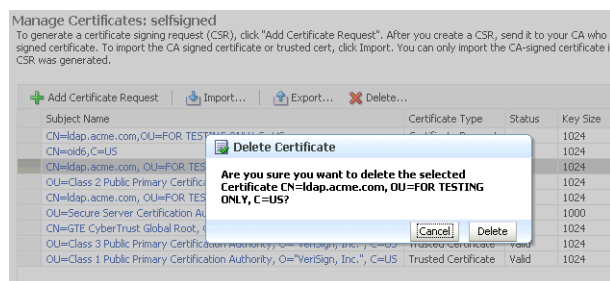 Manage Certificates: selfsigned
To generate a certificate signing request (CSR), click "Add Certificate Request". After you create a CSR, send it to your CA who
signed certificate. To import the CA signed certificate or trusted cert, click Import. You can only import the CA-signed certificate i
CSR was generated.
Add Certificate Request Import... Export... Delete...
Subject Name Certificate Type Status Key Size
CN=ldap.acme.com,OU=FOR TESTING ONLY, C=US Certificate Request 1024
CN=oid6,C=US 1024
CN=ldap.acme.com, OU=FOR TES 1024
OU=Class 2 Public Primary Certifica 1024
CN=ldap.acme.com, OU=FOR TES 1024
OU=Secure Server Certification Au 1000
CN=GTE CyberTrust Global Root, 1024
OU=Class 3 Public Primary Certification Authority, O="VeriSign, Inc.", C=US Trusted Certificate Valid 1024
OU=Class 1 Public Primary Certification Authority, O="VeriSign, Inc.", C=US Trusted Certificate Valid 1024
Delete Certificate
Are you sure you want to delete the selected
Certificate CN=ldap.acme.com, OU=FOR TESTING
ONLY, C=US?
Cancel Delete